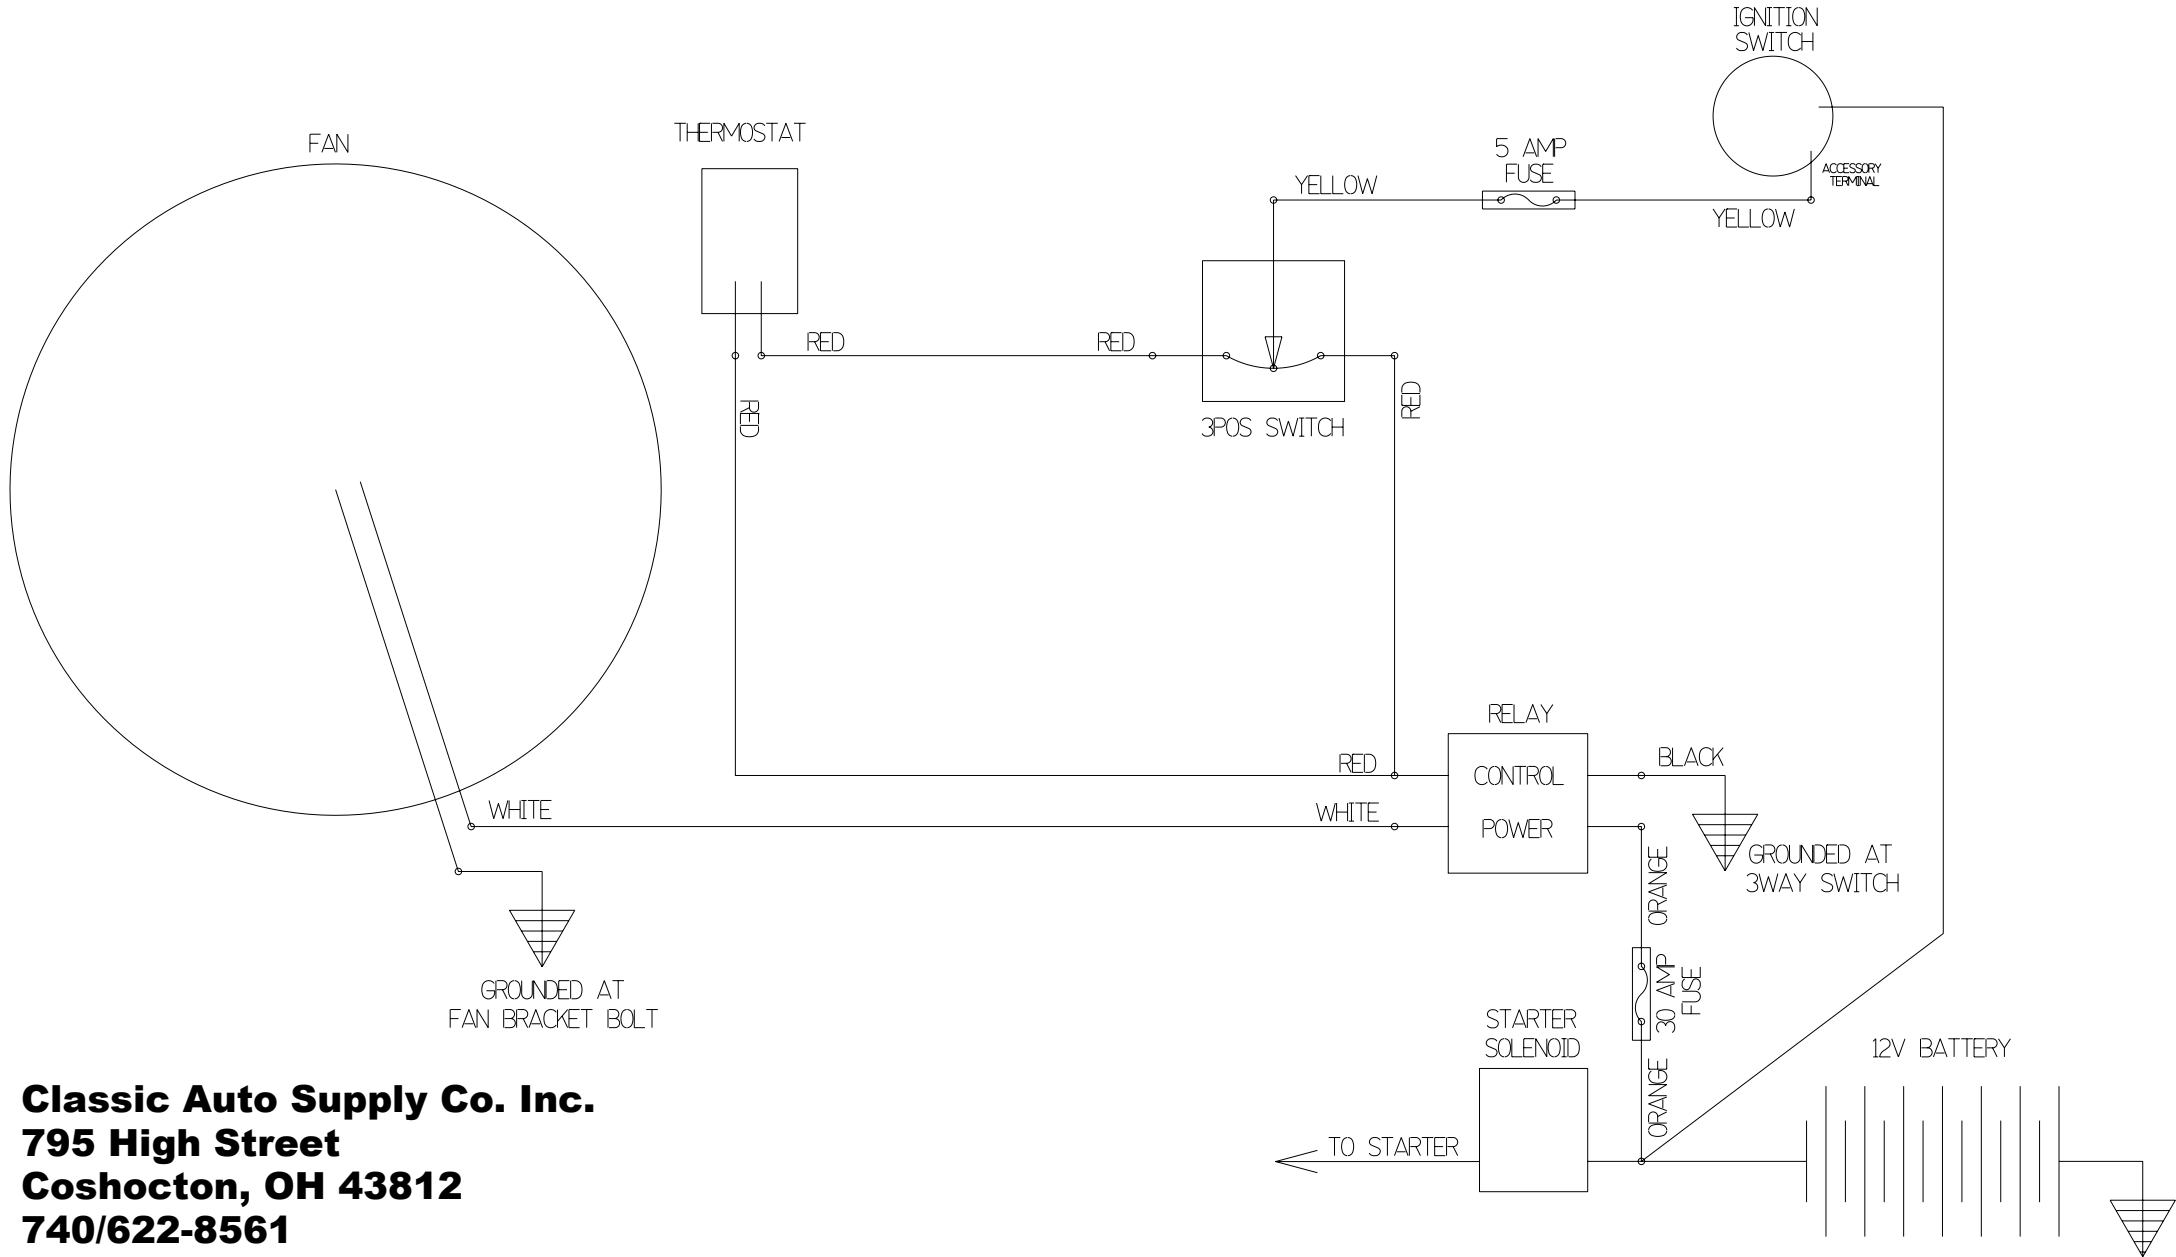 IGNITION
SWITCH
FAN
THERMOSTAT
5 AMP
FUSE
ACCESSORY
TERMINAL
YELLOW
YELLOW
RED
RED
RED
RED
3POS SWITCH
RELAY
RED
CONTROL
BLACK
WHITE
WHITE
POWER
GROUNDED AT
3WAY SWITCH
ORANGE
GROUNDED AT
FAN BRACKET BOLT
30 AMP
FUSE
STARTER
SOLENOID
12V BATTERY
ORANGE
TO STARTER
Classic Auto Supply Co. Inc.
795 High Street
Coshocton, OH 43812
740/622-8561